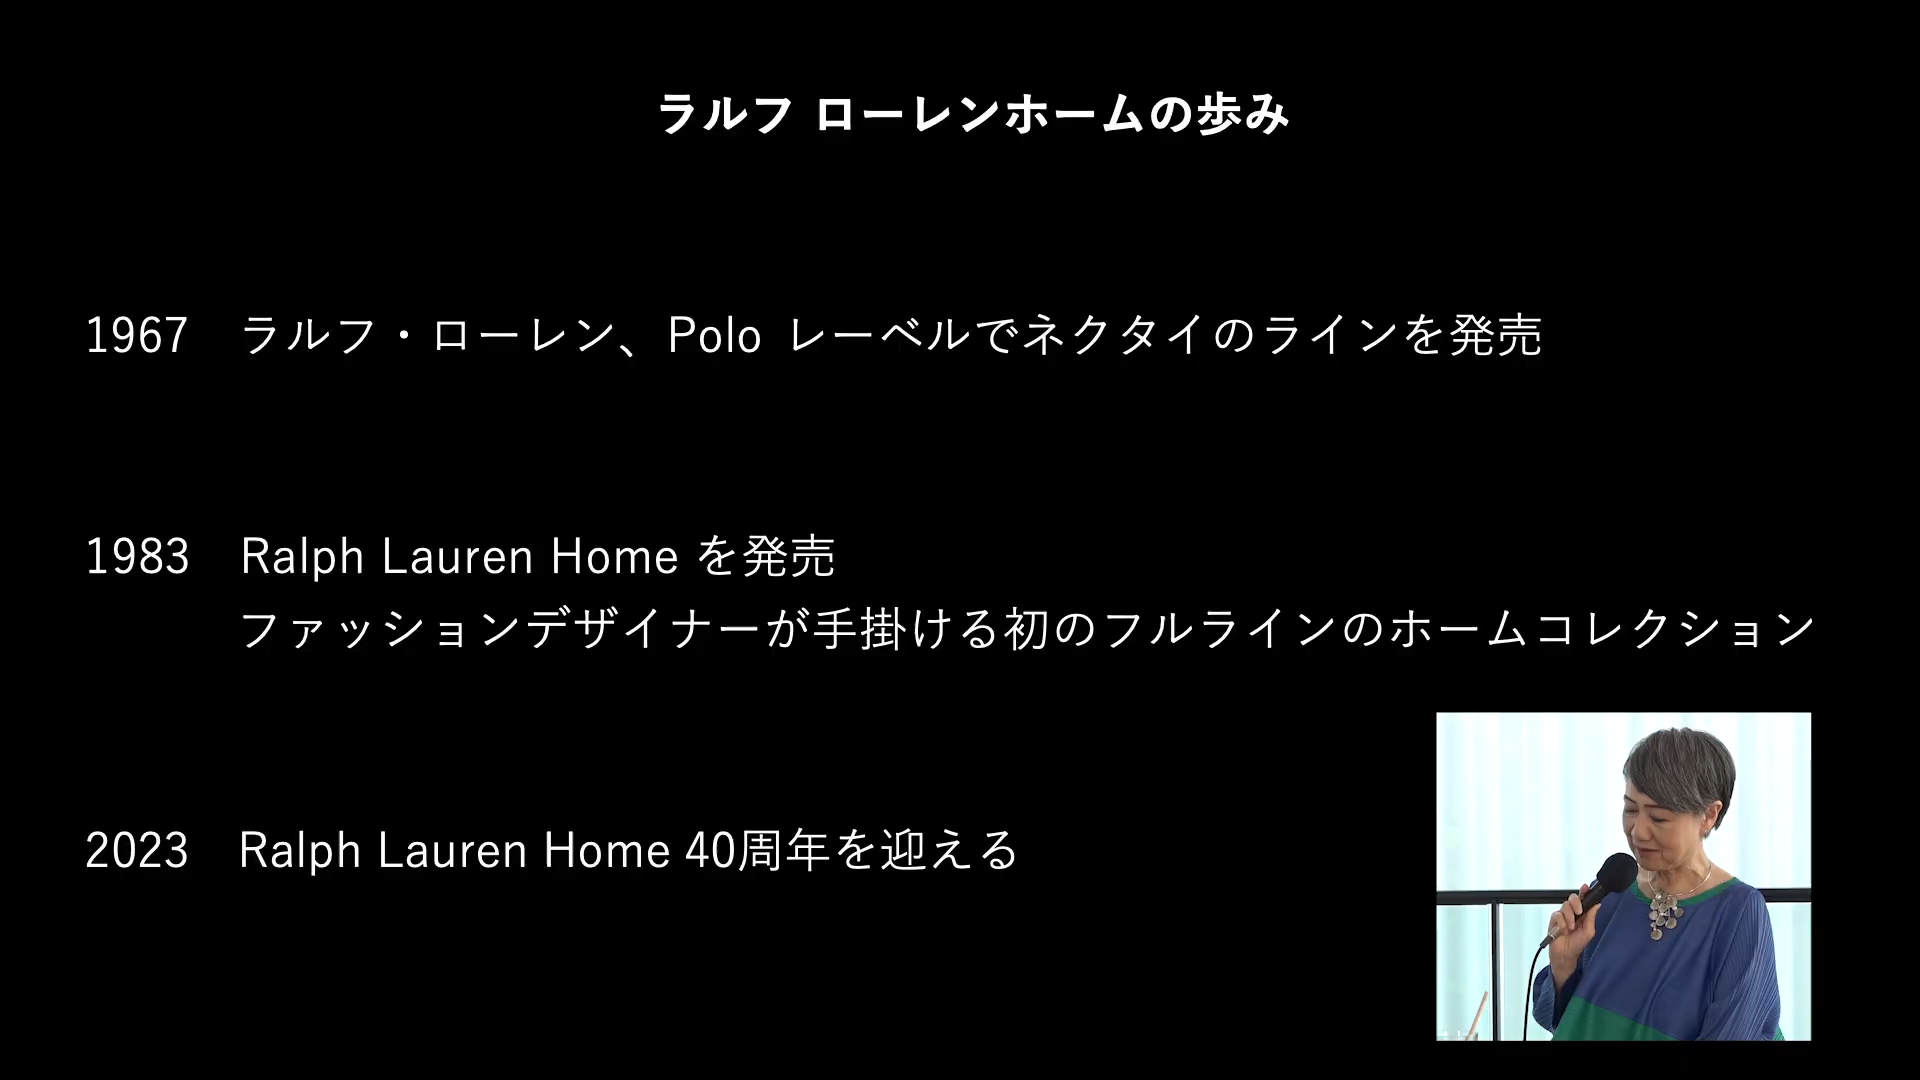 ラルフ ローレンホームの歩み
1967 ラルフ・ローレン、Polo レーベルでネクタイのラインを発売
1983 Ralph Lauren Home を発売
ファッションデザイナーが手掛ける初のフルラインのホームコレクション
2023 Ralph Lauren Home 40周年を迎える